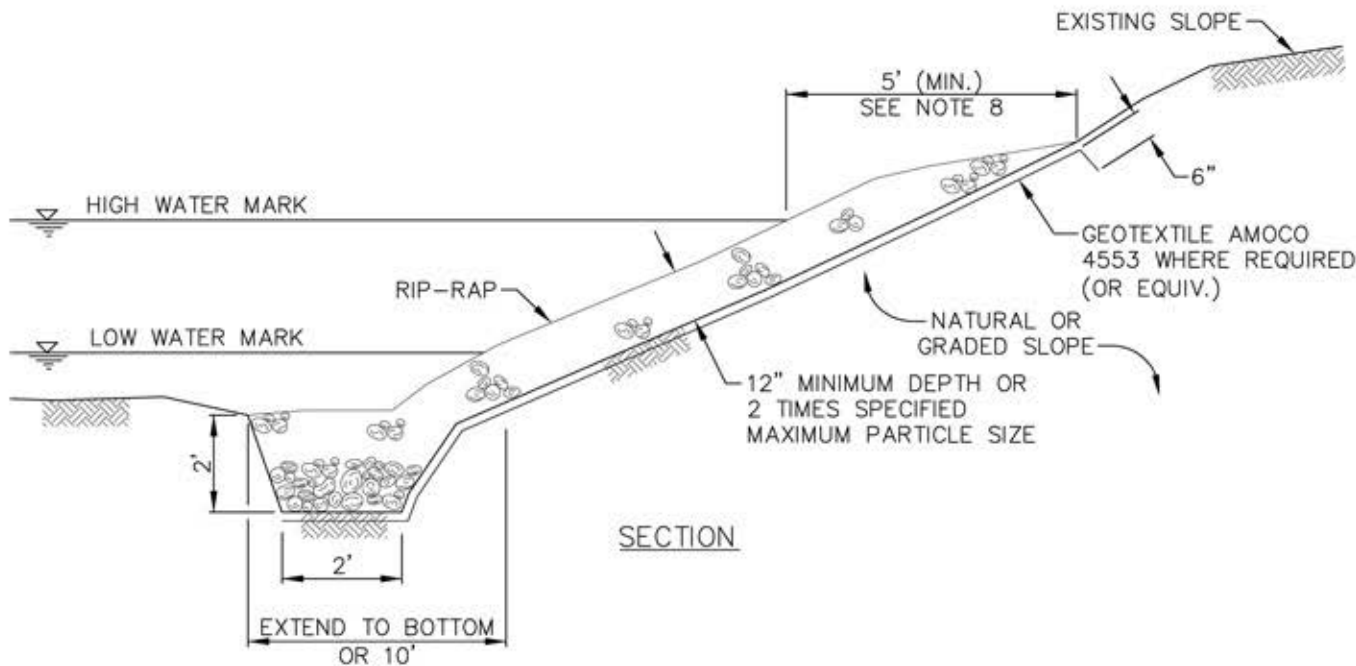 EXISTING SLOPE
5' (MIN.)
SEE NOTE 8
6"
HIGH WATER MARK
GEOTEXTILE AMOCO
4553 WHERE REQUIRED
(OR EQUIV.)
RIP-RAP
NATURAL OR
GRADED SLOPE
LOW WATER MARK
12" MINIMUM DEPTH OR
2 TIMES SPECIFIED
MAXIMUM PARTICLE SIZE
2'
SECTION
2'
EXTEND TO BOTTOM
OR 10'